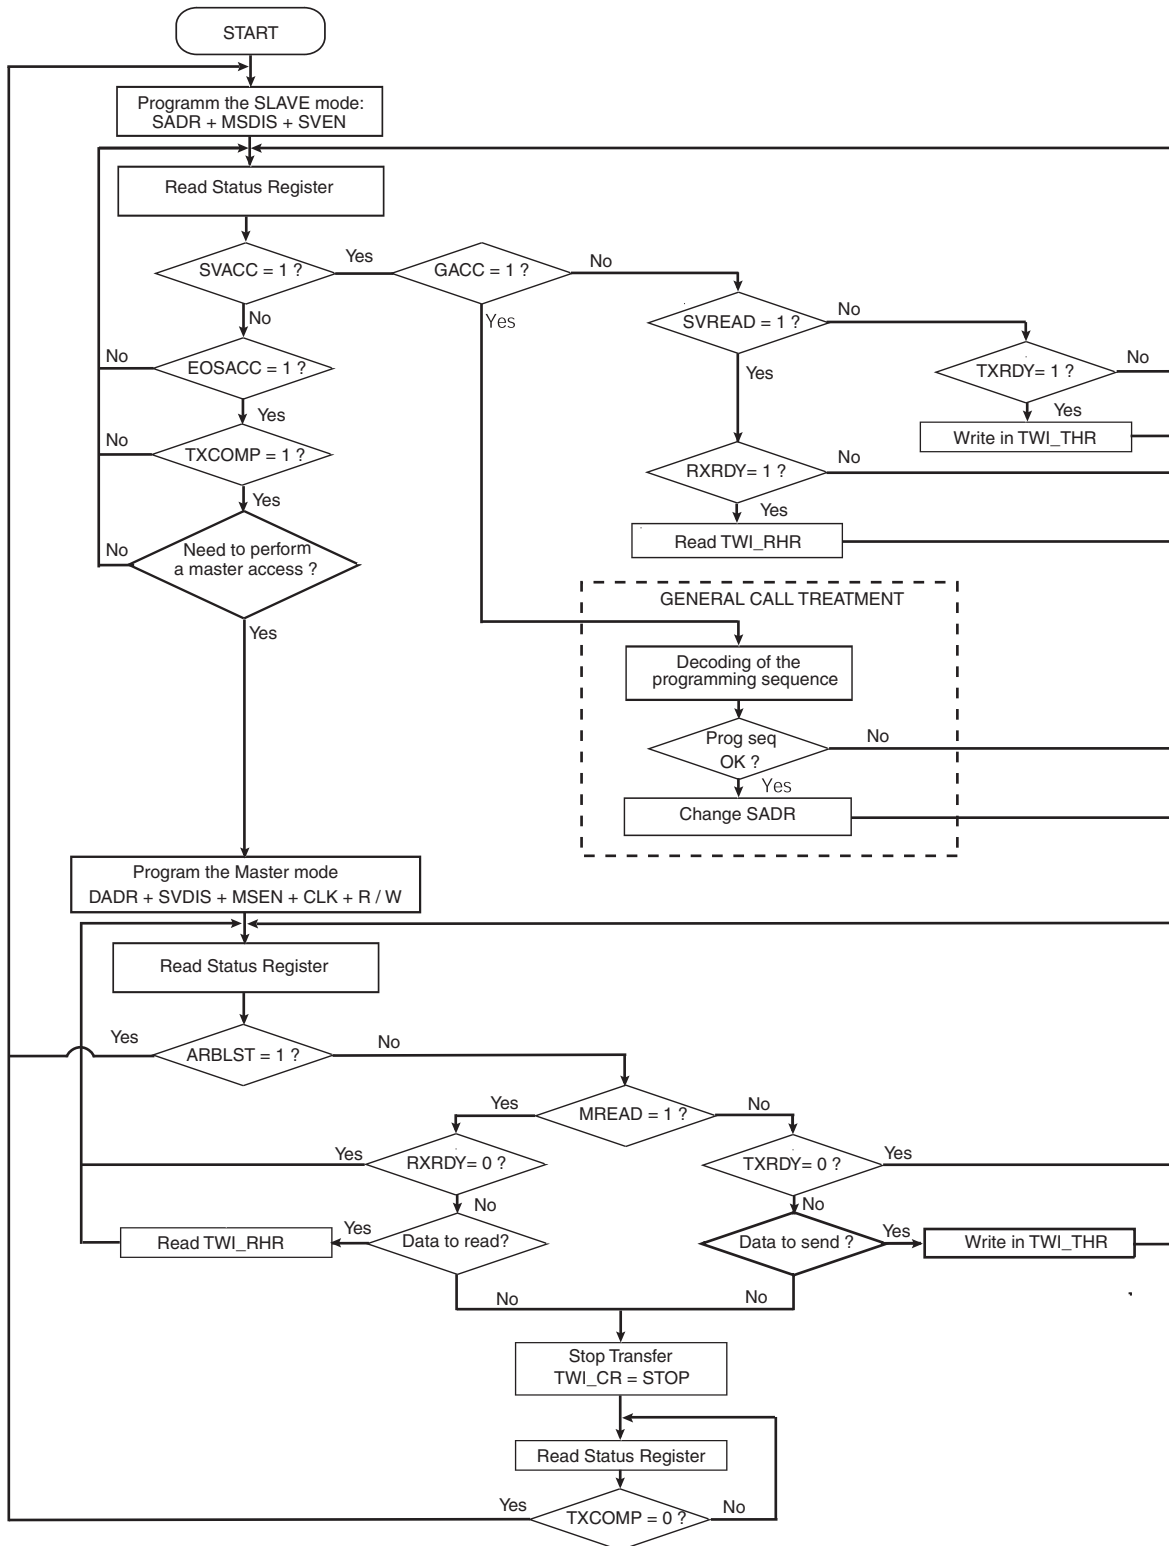 START
Programm the SLAVE mode:
SADR + MSDIS + SVEN
Read Status Register
SVACC = 1 ?
Yes
GACC = 1 ?
No
No
Yes
SVREAD = 1 ?
No
No
EOSACC = 1 ?
Yes
Yes
TXRDY= 1 ?
No
Yes
Write in TWI_THR
No
TXCOMP = 1 ?
Yes
RXRDY= 1 ?
No
Yes
Read TWI_RHR
No
Need to perform
a master access ?
Yes
GENERAL CALL TREATMENT
Decoding of the
programming sequence
Prog seq
OK ?
No
Yes
Change SADR
Program the Master mode
DADR + SVDIS + MSEN + CLK + R / W
Read Status Register
Yes
ARBLST = 1 ?
No
Yes
MREAD = 1 ?
No
Yes
RXRDY= 0 ?
TXRDY= 0 ?
Yes
No
No
Read TWI_RHR
Yes
Data to read?
Data to send ?
Yes
Write in TWI_THR
No
No
Stop Transfer
TWI_CR = STOP
Read Status Register
Yes
TXCOMP = 0 ?
No